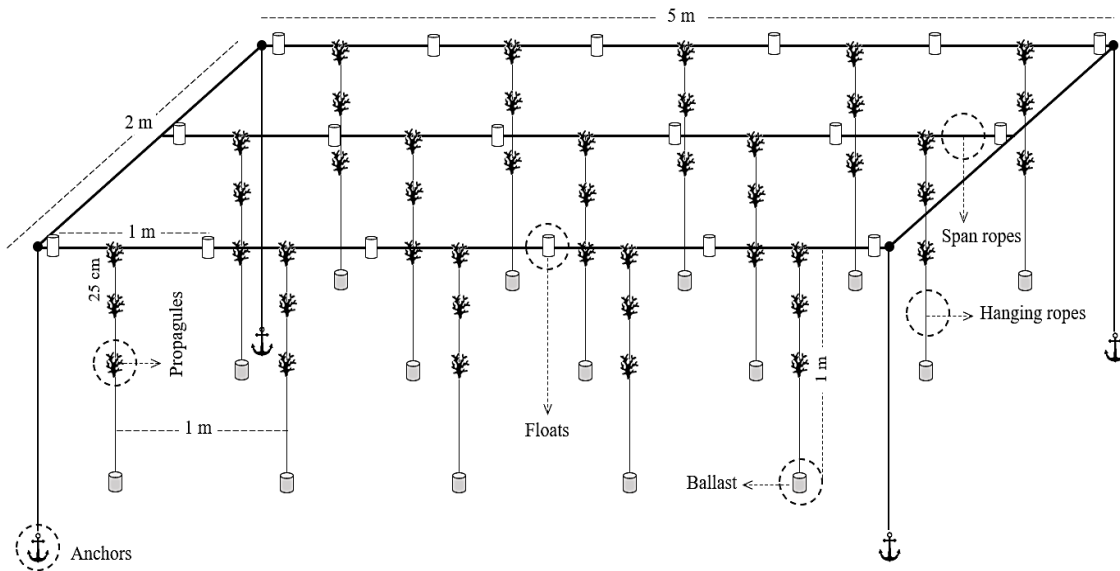 5 m
2 m
1 m
Span ropes
25 cm
Propagules
Hanging ropes
1 m
1 m
Floats
Ballast
Anchors